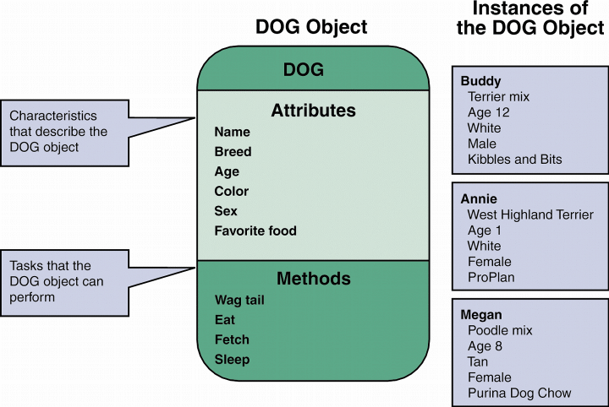 DOG Object
DOG
Attributes
Name
Breed
Age
Color
Sex
Favorite food
Methods
Wag tail
Eat
Fetch
Sleep
Characteristics
that describe the
DOG object
Tasks that the
DOG object can
perform
Instances of
the DOG Object
Buddy
Terrier mix
Age 12
White
Male
Kibbles and Bits
Annie
West Highland Terrier
Age 1
White
Female
ProPlan
Megan
Poodle mix
Age 8
Tan
Female
Purina Dog Chow